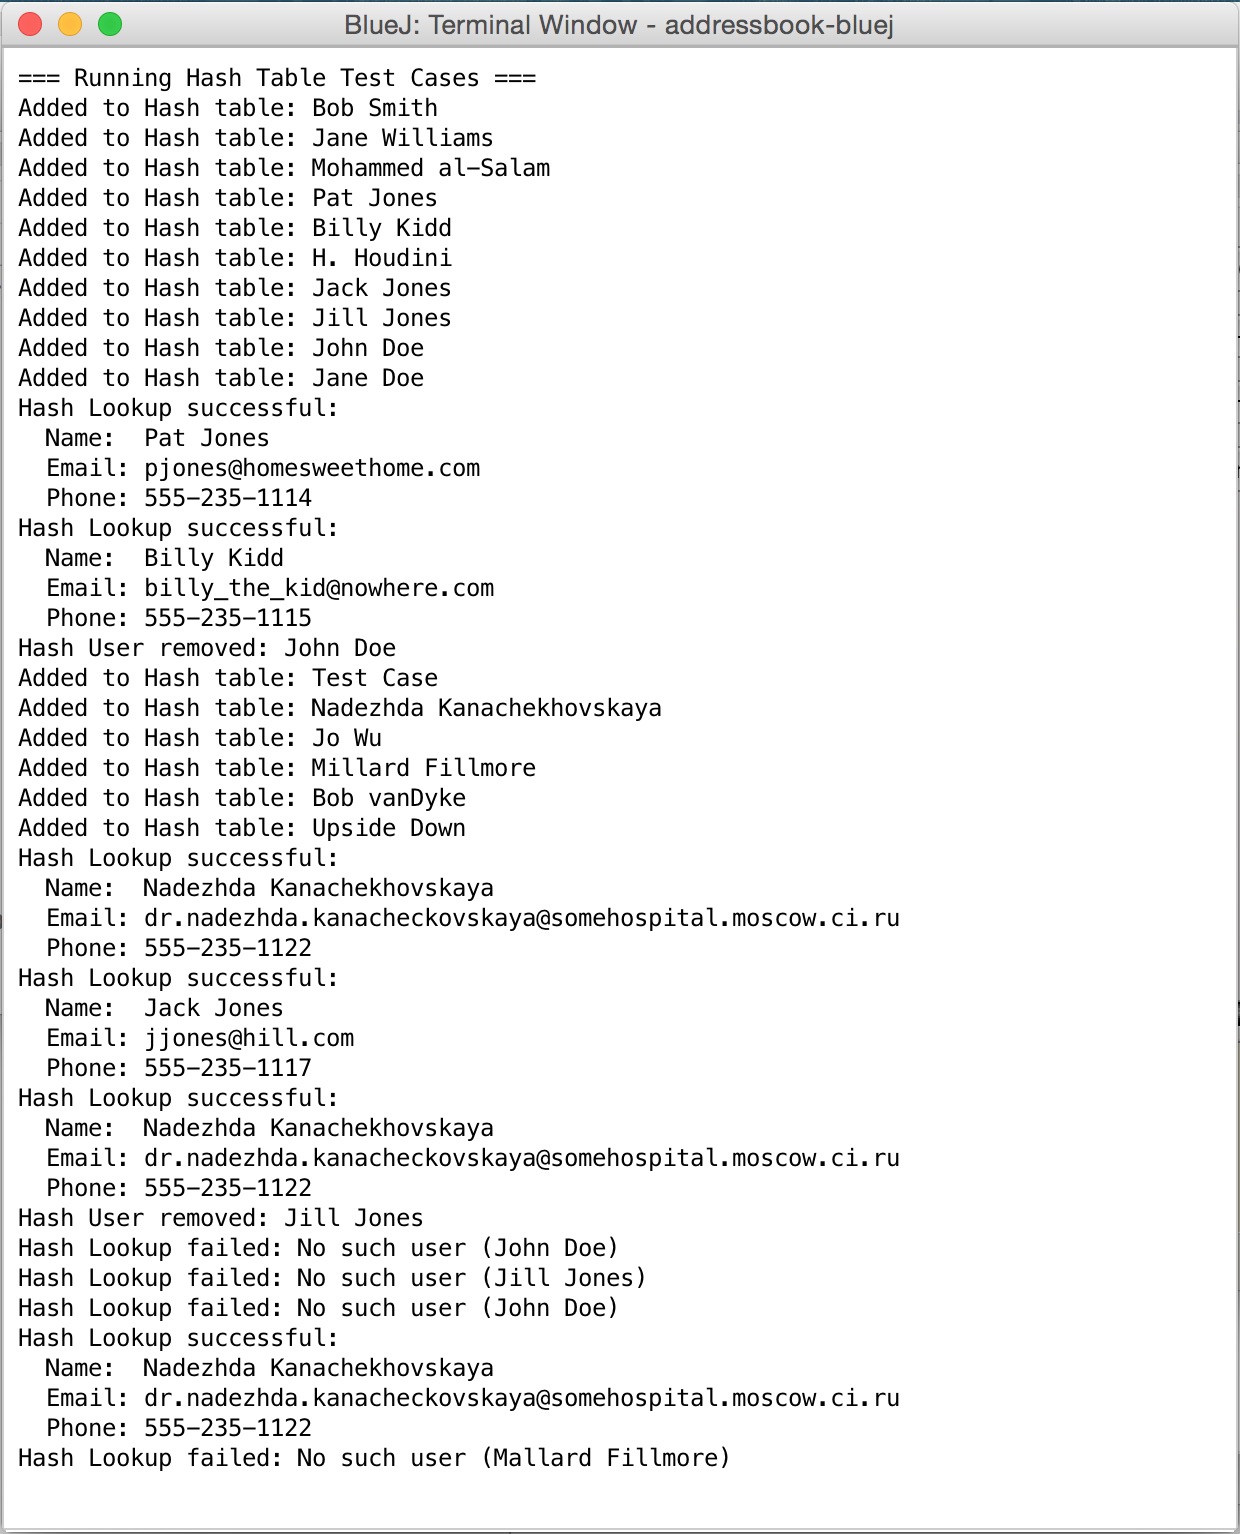 BlueJ: Terminal Window - addressbook-bluej
=== Running Hash Table Test Cases ===
Added to Hash table: Bob Smith
Added to Hash table: Jane Williams
Added to Hash table: Mohammed al-Salam
Added to Hash table: Pat Jones
Added to Hash table: Billy Kidd
Added to Hash table: H. Houdini
Added to Hash table: Jack Jones
Added to Hash table: Jill Jones
Added to Hash table: John Doe
Added to Hash table: Jane Doe
Hash Lookup successful:
  Name:  Pat Jones
  Email: pjones@homesweethome.com
  Phone: 555-235-1114
Hash Lookup successful:
  Name:  Billy Kidd
  Email: billy_the_kid@nowhere.com
  Phone: 555-235-1115
Hash User removed: John Doe
Added to Hash table: Test Case
Added to Hash table: Nadezhda Kanachekhovskaya
Added to Hash table: Jo Wu
Added to Hash table: Millard Fillmore
Added to Hash table: Bob vanDyke
Added to Hash table: Upside Down
Hash Lookup successful:
  Name:  Nadezhda Kanachekhovskaya
  Email: dr.nadezhda.kanacheckovskaya@somehospital.moscow.ci.ru
  Phone: 555-235-1122
Hash Lookup successful:
  Name:  Jack Jones
  Email: jjones@hill.com
  Phone: 555-235-1117
Hash Lookup successful:
  Name:  Nadezhda Kanachekhovskaya
  Email: dr.nadezhda.kanacheckovskaya@somehospital.moscow.ci.ru
  Phone: 555-235-1122
Hash User removed: Jill Jones
Hash Lookup failed: No such user (John Doe)
Hash Lookup failed: No such user (Jill Jones)
Hash Lookup failed: No such user (John Doe)
Hash Lookup successful:
  Name:  Nadezhda Kanachekhovskaya
  Email: dr.nadezhda.kanacheckovskaya@somehospital.moscow.ci.ru
  Phone: 555-235-1122
Hash Lookup failed: No such user (Mallard Fillmore)